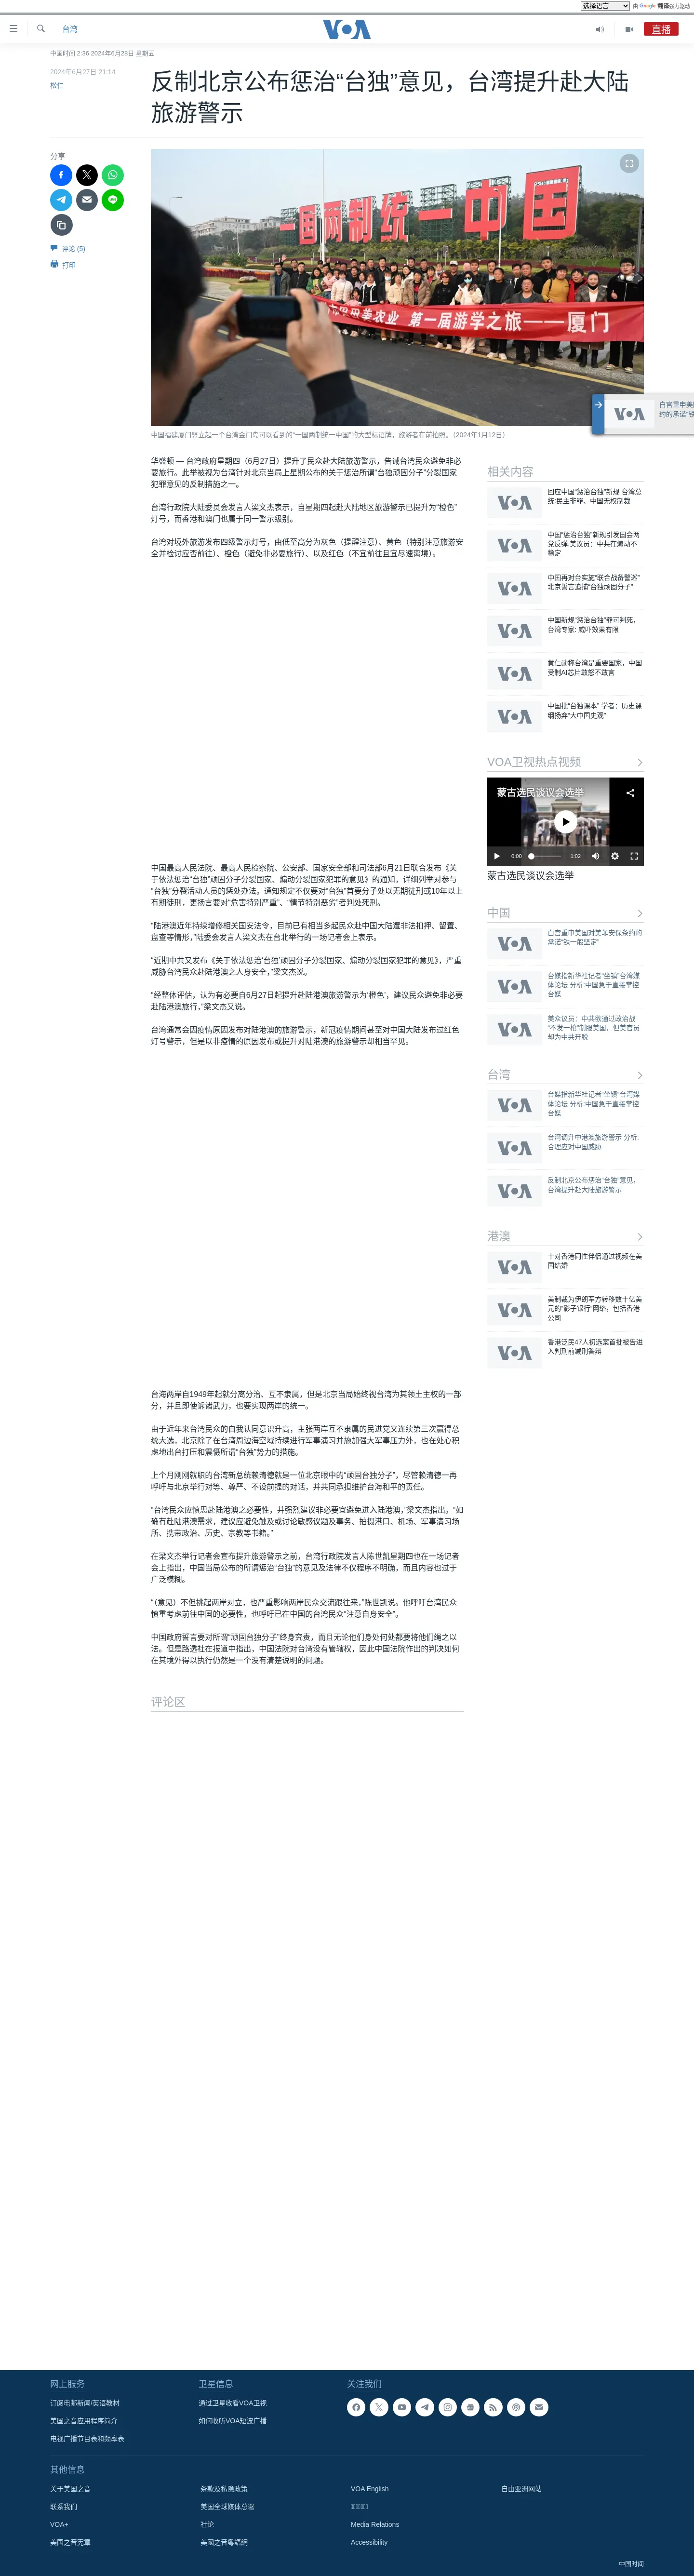 选择语言 由 Google 翻译强力驱动
台湾
VOA
直播
中国时间 2:36 2024年6月28日 星期五
2024年6月27日 21:14
松仁
反制北京公布惩治“台独”意见，台湾提升赴大陆
旅游警示
分享
评论 (5)
打印
一国两制统一中国
第一届游学之旅——厦门
中国福建厦门竖立起一个台湾金门岛可以看到的“一国两制统一中国”的大型标语牌，旅游者在前拍照。（2024年1月12日）
白宫重申美
约的承诺“铁
华盛顿 — 台湾政府星期四（6月27日）提升了民众赴大陆旅游警示，告诫台湾民众避免非必
要旅行。此举被视为台湾针对北京当局上星期公布的关于惩治所谓“台独顽固分子”分裂国家
犯罪意见的反制措施之一。
台湾行政院大陆委员会发言人梁文杰表示，自星期四起赴大陆地区旅游警示已提升为“橙色”
灯号，而香港和澳门也属于同一警示级别。
台湾对境外旅游发布四级警示灯号，由低至高分为灰色（提醒注意）、黄色（特别注意旅游安
全并检讨应否前往）、橙色（避免非必要旅行）、以及红色（不宜前往且宜尽速离境）。
中国最高人民法院、最高人民检察院、公安部、国家安全部和司法部6月21日联合发布《关
于依法惩治“台独”顽固分子分裂国家、煽动分裂国家犯罪的意见》的通知，详细列举对参与
“台独”分裂活动人员的惩处办法。通知规定不仅要对“台独”首要分子处以无期徒刑或10年以上
有期徒刑，更扬言要对“危害特别严重”、“情节特别恶劣”者判处死刑。
“陆港澳近年持续增修相关国安法令，目前已有相当多起民众赴中国大陆遭非法扣押、留置、
盘查等情形，”陆委会发言人梁文杰在台北举行的一场记者会上表示。
“近期中共又发布《关于依法惩治‘台独’顽固分子分裂国家、煽动分裂国家犯罪的意见》，严重
威胁台湾民众赴陆港澳之人身安全，”梁文杰说。
“经整体评估，认为有必要自6月27日起提升赴陆港澳旅游警示为‘橙色’，建议民众避免非必要
赴陆港澳旅行，”梁文杰又说。
台湾通常会因疫情原因发布对陆港澳的旅游警示，新冠疫情期间甚至对中国大陆发布过红色
灯号警示，但是以非疫情的原因发布或提升对陆港澳的旅游警示却相当罕见。
台海两岸自1949年起就分离分治、互不隶属，但是北京当局始终视台湾为其领土主权的一部
分，并且即使诉诸武力，也要实现两岸的统一。
由于近年来台湾民众的自我认同意识升高，主张两岸互不隶属的民进党又连续第三次赢得总
统大选，北京除了在台湾周边海空域持续进行军事演习并施加强大军事压力外，也在处心积
虑地出台打压和震慑所谓“台独”势力的措施。
上个月刚刚就职的台湾新总统赖清德就是一位北京眼中的“顽固台独分子”，尽管赖清德一再
呼吁与北京举行对等、尊严、不设前提的对话，并共同承担维护台海和平的责任。
“台湾民众应慎思赴陆港澳之必要性，并强烈建议非必要宜避免进入陆港澳，”梁文杰指出。“如
确有赴陆港澳需求，建议应避免触及或讨论敏感议题及事务、拍摄港口、机场、军事演习场
所、携带政治、历史、宗教等书籍。”
在梁文杰举行记者会宣布提升旅游警示之前，台湾行政院发言人陈世凯星期四也在一场记者
会上指出，中国当局公布的所谓惩治“台独”的意见及法律不仅程序不明确，而且内容也过于
广泛模糊。
“（意见）不但挑起两岸对立，也严重影响两岸民众交流跟往来，”陈世凯说。他呼吁台湾民众
慎重考虑前往中国的必要性，也呼吁已在中国的台湾民众“注意自身安全”。
中国政府誓言要对所谓“顽固台独分子”终身究责，而且无论他们身处何处都要将他们绳之以
法。但是路透社在报道中指出，中国法院对台湾没有管辖权，因此中国法院作出的判决如何
在其境外得以执行仍然是一个没有清楚说明的问题。
评论区
相关内容
回应中国“惩治台独”新规 台湾总
统:民主非罪、中国无权制裁
中国“惩治台独”新规引发国会两
党反弹,美议员：中共在煽动不
稳定
中国再对台实施“联合战备警巡”
北京誓言追捕“台独顽固分子”
中国新规“惩治台独”罪可判死，
台湾专家: 威吓效果有限
黄仁勋称台湾是重要国家，中国
受制AI芯片敢怒不敢言
中国批“台独课本” 学者：历史课
纲扬弃“大中国史观”
VOA卫视热点视频
蒙古选民谈议会选举
0:00
1:02
蒙古选民谈议会选举
中国
白宫重申美国对美菲安保条约的
承诺“铁一般坚定”
台媒指新华社记者“坐镇”台湾媒
体论坛 分析:中国急于直接掌控
台媒
美众议员：中共欲通过政治战
“不发一枪”制服美国，但美官员
却为中共开脱
台湾
台媒指新华社记者“坐镇”台湾媒
体论坛 分析:中国急于直接掌控
台媒
台湾调升中港澳旅游警示 分析:
合理应对中国威胁
反制北京公布惩治“台独”意见，
台湾提升赴大陆旅游警示
港澳
十对香港同性伴侣通过视频在美
国结婚
美制裁为伊朗军方转移数十亿美
元的“影子银行”网络，包括香港
公司
香港泛民47人初选案首批被告进
入判刑前减刑答辩
网上服务
订阅电邮新闻/英语教材
美国之音应用程序简介
电视广播节目表和频率表
卫星信息
通过卫星收看VOA卫视
如何收听VOA短波广播
关注我们
其他信息
关于美国之音
条款及私隐政策
VOA English
自由亚洲网站
联系我们
美国全球媒体总署
VOA+
社论
Media Relations
美国之音宪章
美國之音粵語網
Accessibility
中国时间